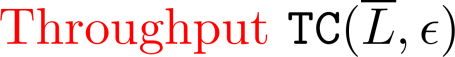 Throughput TC(L̅, ϵ)